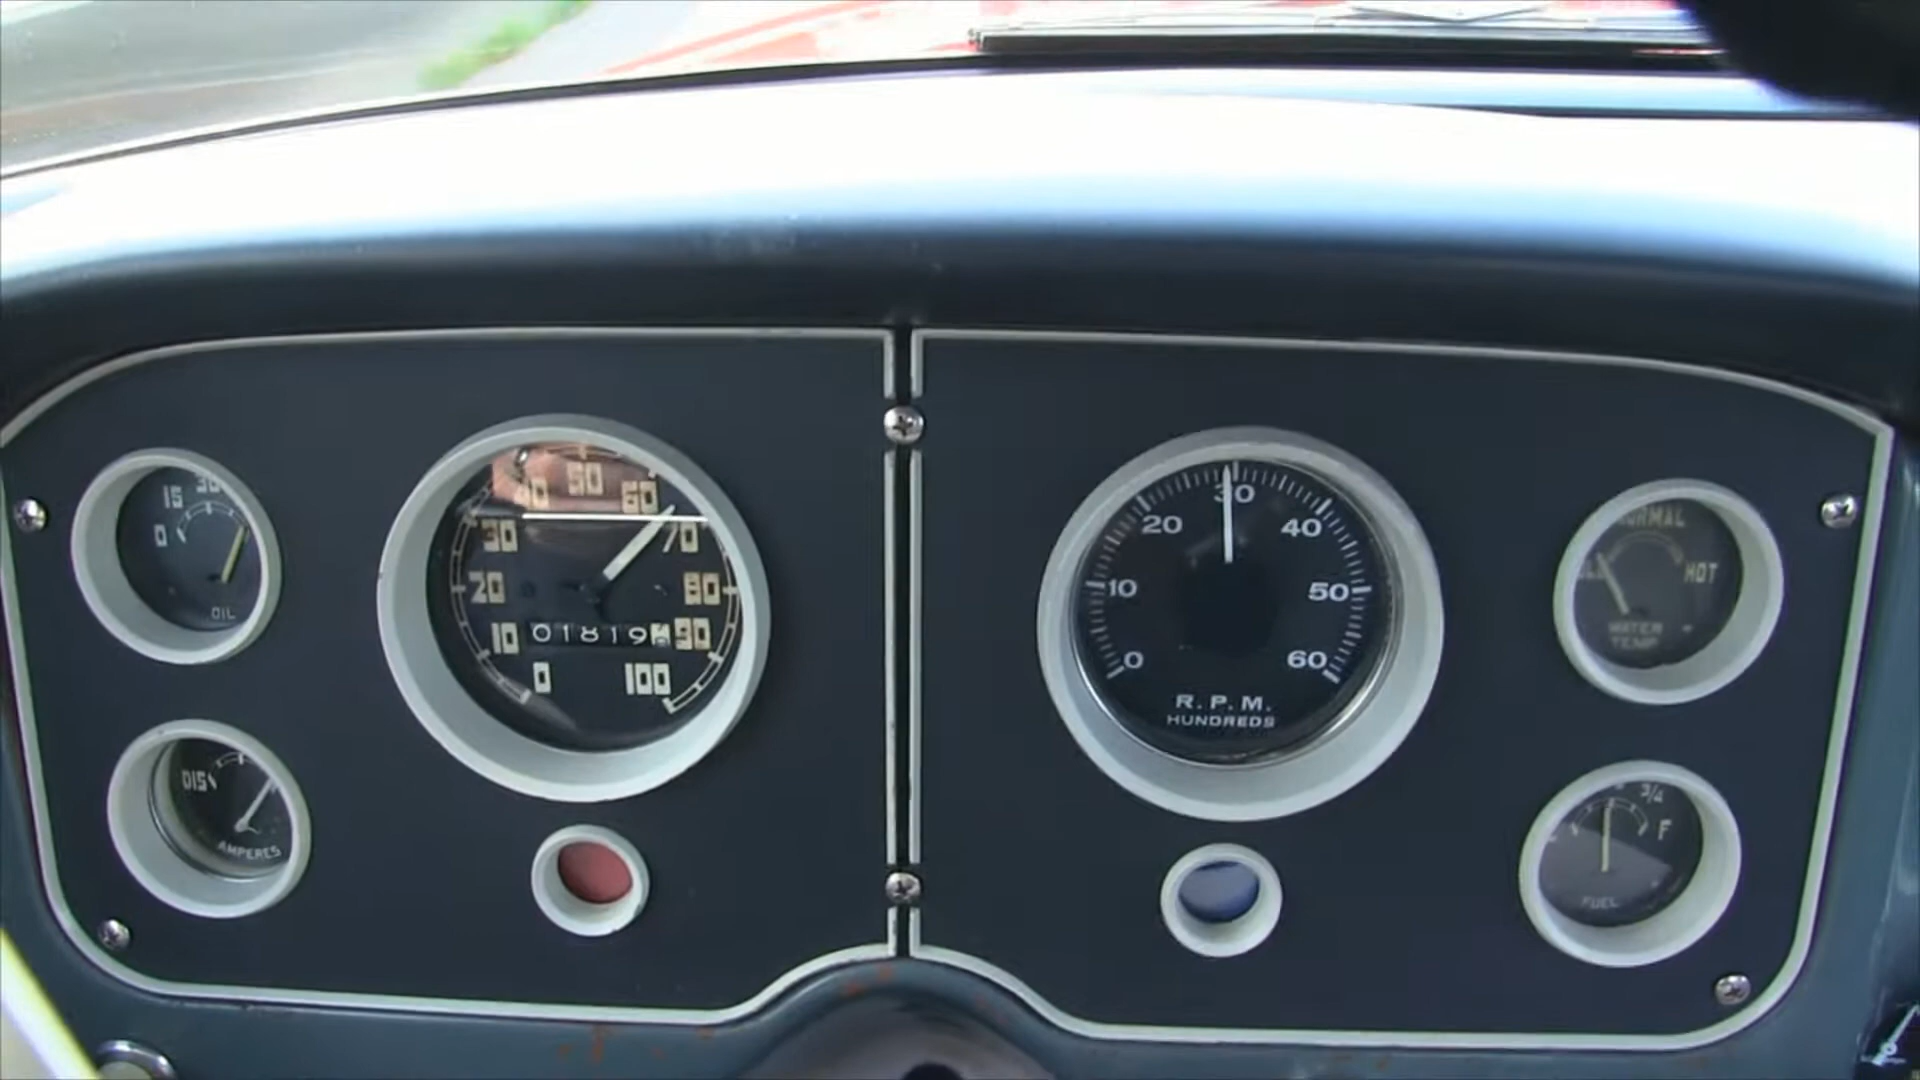 0 15 30
OIL
DIS
AMPERES
0 10 20 30 40 50 60 70 80 90 100
01819
0 10 20 30 40 50 60
R.P.M.
HUNDREDS
NORMAL
HOT
WATER
TEMP
3/4 F
FUEL